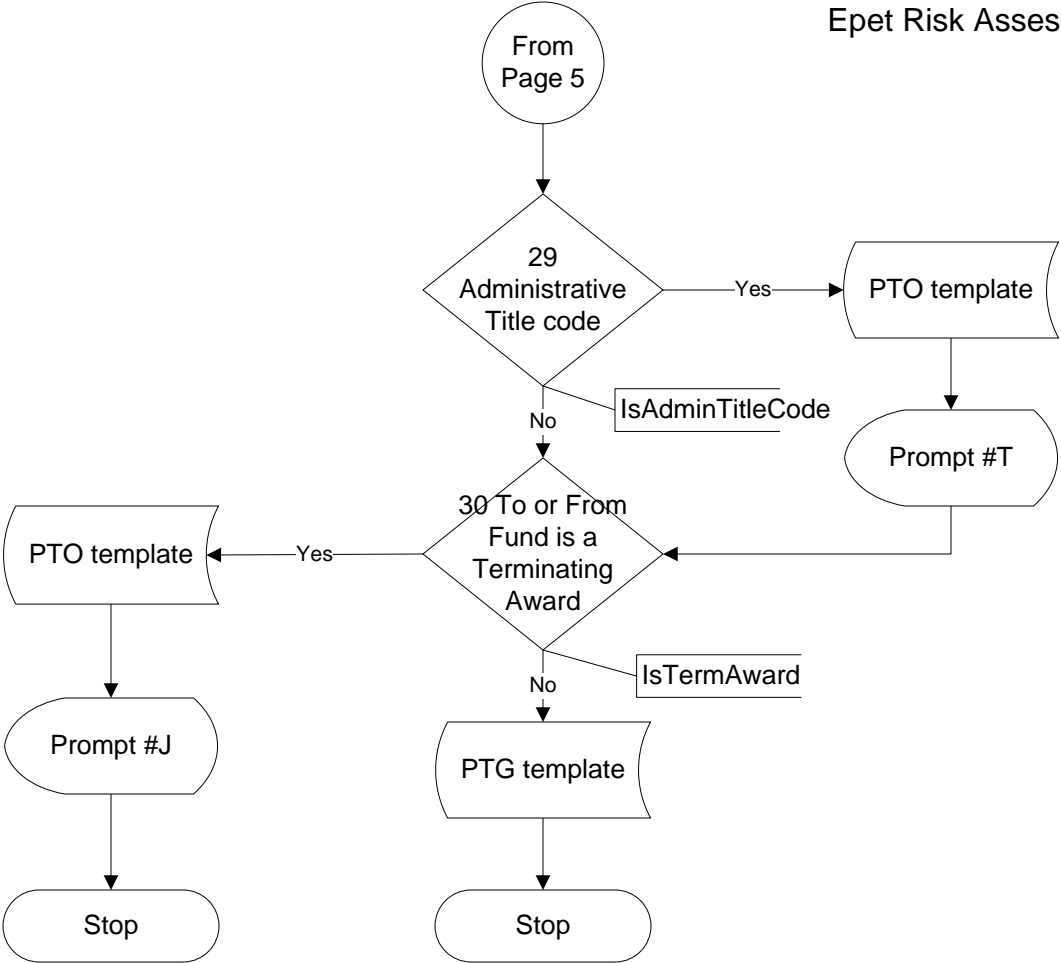 Epet Risk Asses
From
Page 5
29
Administrative
Title code
Yes
PTO template
IsAdminTitleCode
No
Prompt #T
30 To or From
Fund is a
Terminating
Award
Yes
PTO template
IsTermAward
No
Prompt #J
PTG template
Stop
Stop